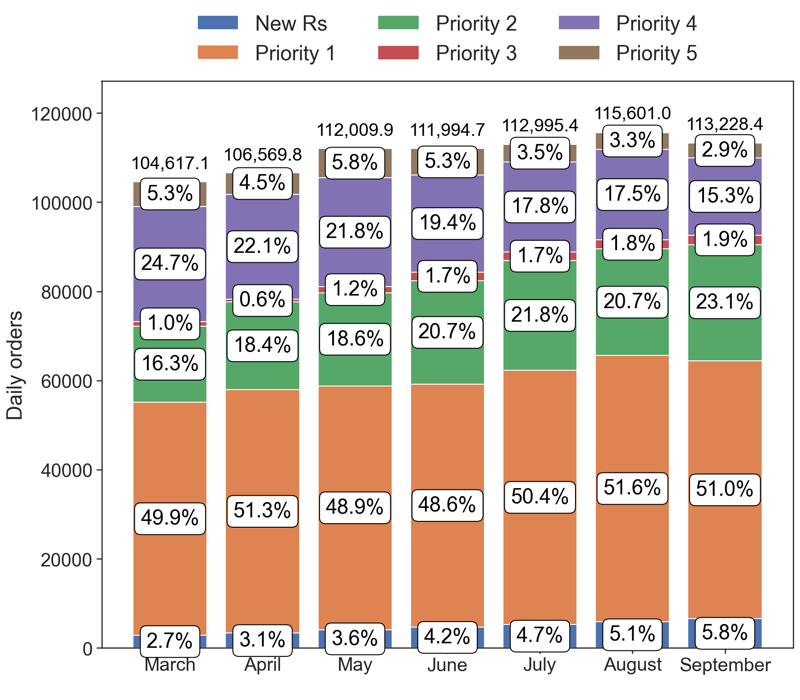 New Rs Priority 2 Priority 4
Priority 1 Priority 3 Priority 5
Daily orders
120000
100000
80000
60000
40000
20000
0
104,617.1 106,569.8 112,009.9 111,994.7 112,995.4 115,601.0 113,228.4
5.3% 4.5% 5.8% 5.3% 3.5% 3.3% 2.9%
24.7% 22.1% 21.8% 19.4% 17.8% 17.5% 15.3%
1.0% 0.6% 1.2% 1.7% 1.7% 1.8% 1.9%
16.3% 18.4% 18.6% 20.7% 21.8% 20.7% 23.1%
49.9% 51.3% 48.9% 48.6% 50.4% 51.6% 51.0%
2.7% 3.1% 3.6% 4.2% 4.7% 5.1% 5.8%
March April May June July August September